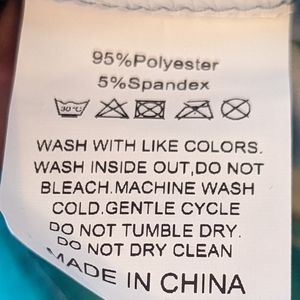 95%Polyester
5%Spandex
30°C
WASH WITH LIKE COLORS.
WASH INSIDE OUT,DO NOT
BLEACH.MACHINE WASH
COLD.GENTLE CYCLE
DO NOT TUMBLE DRY.
DO NOT DRY CLEAN
MADE IN CHINA